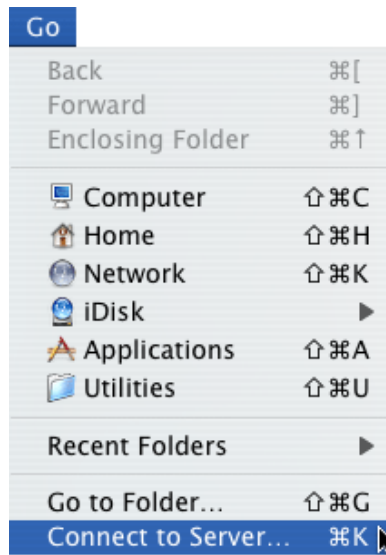 Go
Back ⌘[
Forward ⌘]
Enclosing Folder ⌘↑
Computer ⇧⌘C
Home ⇧⌘H
Network ⇧⌘K
iDisk ▶
Applications ⇧⌘A
Utilities ⇧⌘U
Recent Folders ▶
Go to Folder... ⇧⌘G
Connect to Server... ⌘K